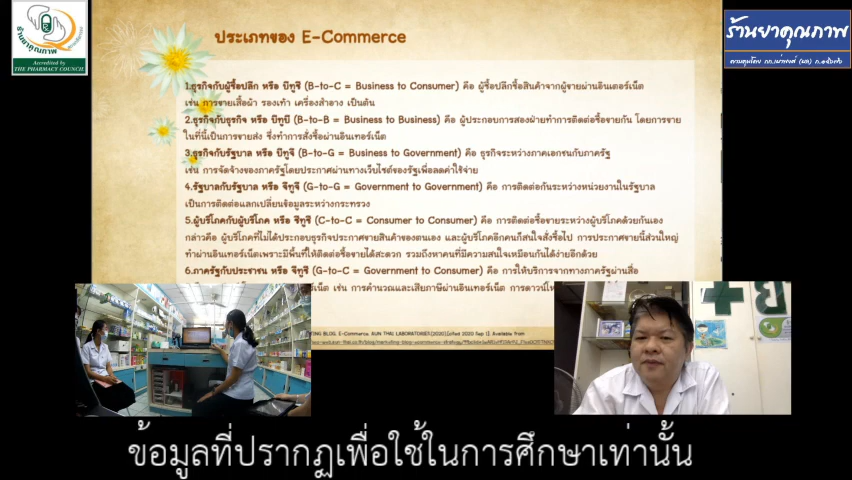 ร้านยาคุณภาพ
Accredited by
THE PHARMACY COUNCIL
ร้านยาคุณภาพ
ประเภทของ E-Commerce
1.ธุรกิจกับผู้ซื้อปลีก หรือ บีทูซี (B-to-C = Business to Consumer) คือ ผู้ซื้อปลีกซื้อสินค้าจากผู้ขายผ่านอินเตอร์เน็ต
เช่น การขายเสื้อผ้า รองเท้า เครื่องสำอาง เป็นต้น
2.ธุรกิจกับธุรกิจ หรือ บีทูบี (B-to-B = Business to Business) คือ ผู้ประกอบการสองฝ่ายทำการติดต่อซื้อขายกัน โดยการขาย
ในที่นี้เป็นการขายส่ง ซึ่งทำการสั่งซื้อผ่านอินเทอร์เน็ต
3.ธุรกิจกับรัฐบาล หรือ บีทูจี (B-to-G = Business to Government) คือ ธุรกิจระหว่างภาคเอกชนกับภาครัฐ
เช่น การจัดจ้างของภาครัฐโดยประกาศผ่านทางเว็บไซต์ของรัฐเพื่อลดค่าใช้จ่าย
4.รัฐบาลกับรัฐบาล หรือ จีทูจี (G-to-G = Government to Government) คือ การติดต่อกันระหว่างหน่วยงานในรัฐบาล
เป็นการติดต่อแลกเปลี่ยนข้อมูลระหว่างกระทรวง
5.ผู้บริโภคกับผู้บริโภค หรือ ซีทูซี (C-to-C = Consumer to Consumer) คือ การติดต่อซื้อขายระหว่างผู้บริโภคด้วยกันเอง
กล่าวคือ ผู้บริโภคที่ไม่ได้ประกอบธุรกิจประกาศขายสินค้าของตนเอง และผู้บริโภคอีกคนก็สนใจสั่งซื้อไป การประกาศขายนี้ส่วนใหญ่
ทำผ่านอินเทอร์เน็ตเพราะมีพื้นที่ให้ติดต่อซื้อขายได้สะดวก รวมถึงหาคนที่มีความสนใจเหมือนกันได้ง่ายอีกด้วย
6.ภาครัฐกับประชาชน หรือ จีทูซี (G-to-C = Government to Consumer) คือ การให้บริการจากทางภาครัฐผ่านสื่อ
เช่น การคำนวณและเสียภาษีผ่านอินเทอร์เน็ต
BLOG. E-Commerce. RUN THAI LABORATORIES[2020][cited 2020 Sep 1]. Available from
ย
ข้อมูลที่ปรากฏเพื่อใช้ในการศึกษาเท่านั้น